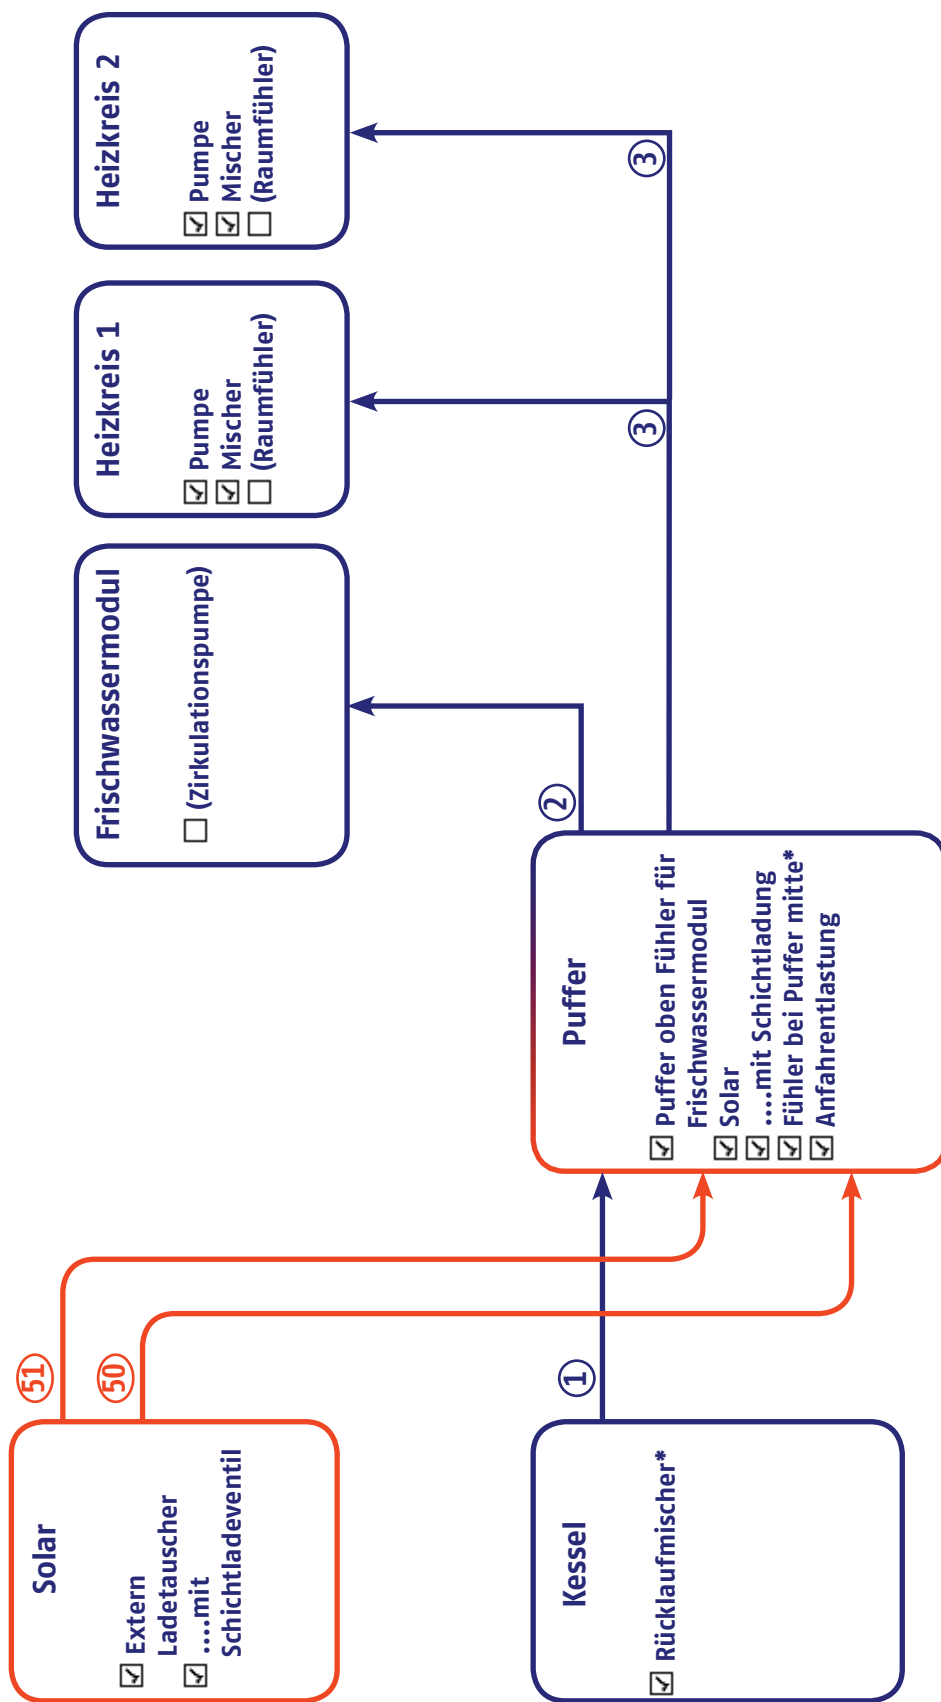 Solar
Extern
Ladetauscher
....mit
Schichtladeventil
51
50
Kessel
Rücklaufmischer*
1
Puffer
Puffer oben Fühler für
Frischwassermodul
Solar
....mit Schichtladung
Fühler bei Puffer mitte*
Anfahrentlastung
2
Frischwassermodul
(Zirkulationspumpe)
3
Heizkreis 1
Pumpe
Mischer
(Raumfühler)
3
Heizkreis 2
Pumpe
Mischer
(Raumfühler)